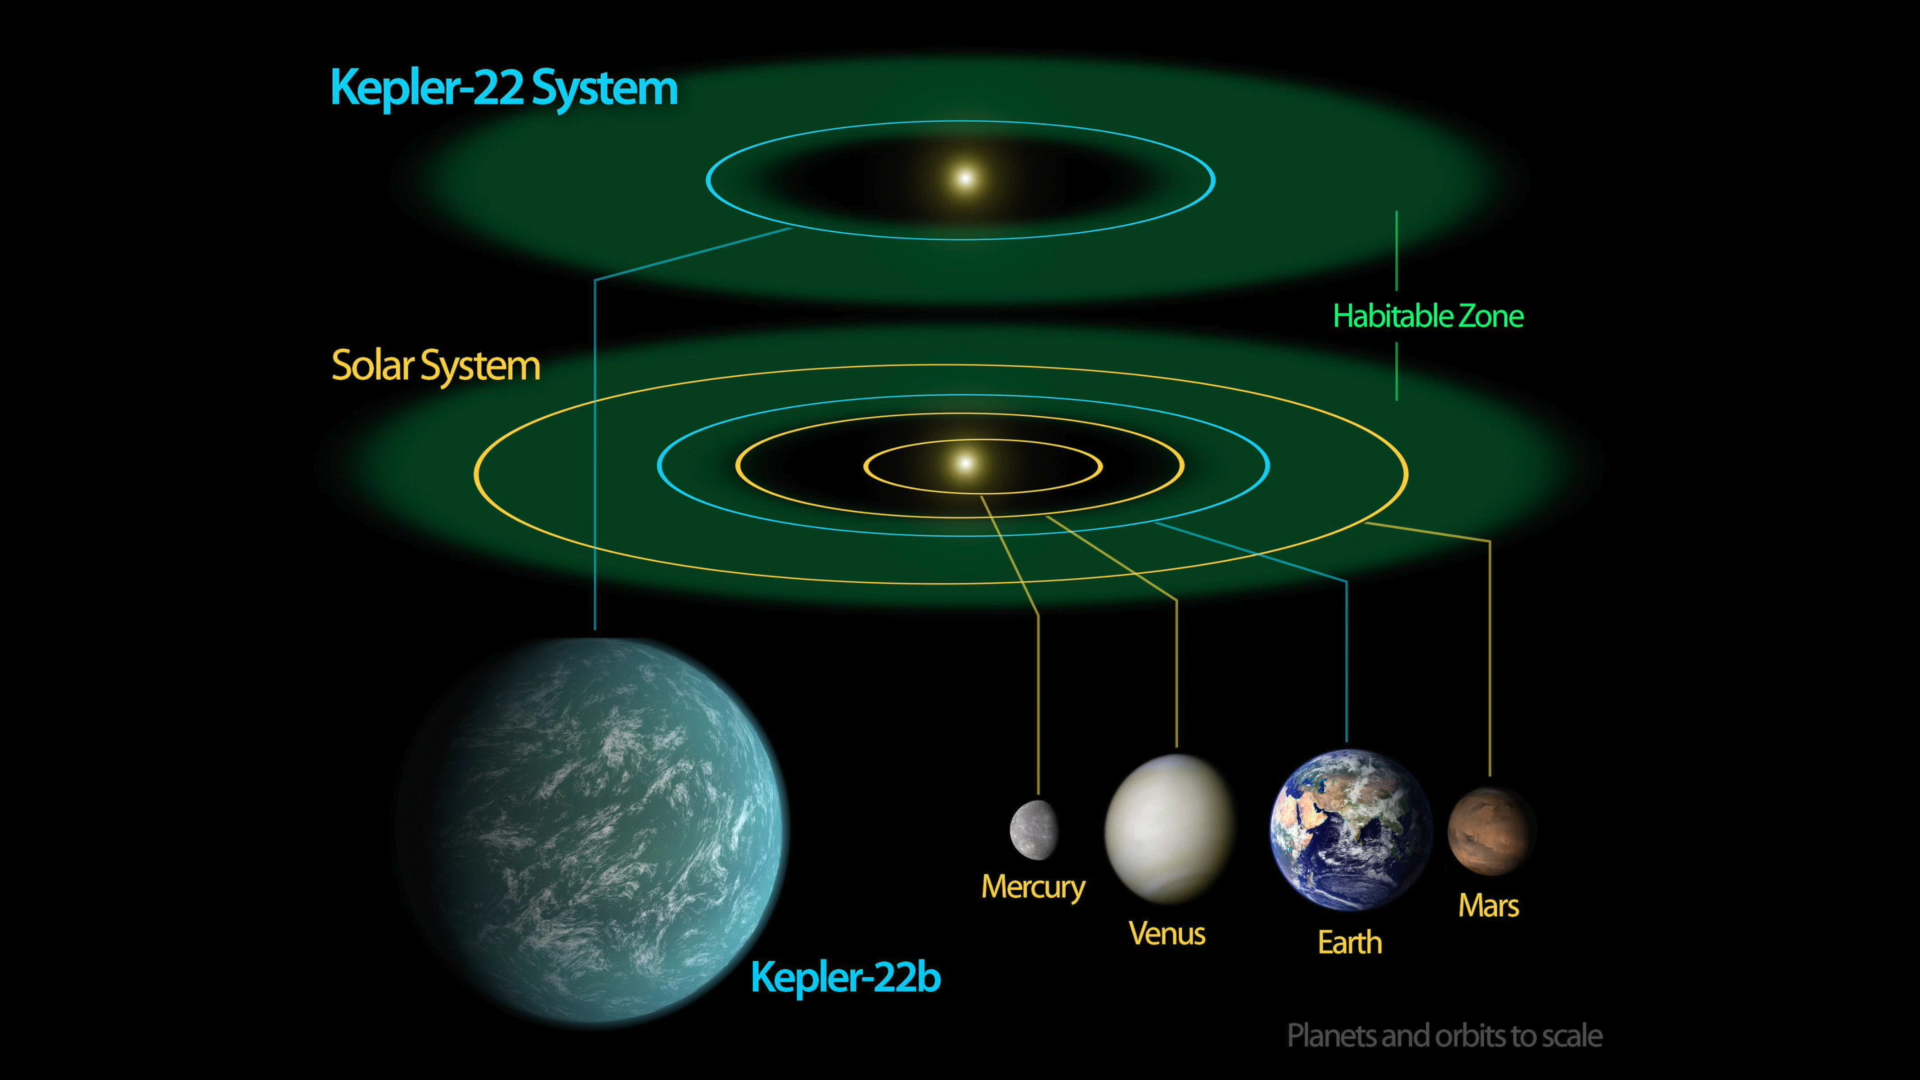 Kepler-22 System
Habitable Zone
Solar System
Mercury
Venus
Earth
Mars
Kepler-22b
Planets and orbits to scale